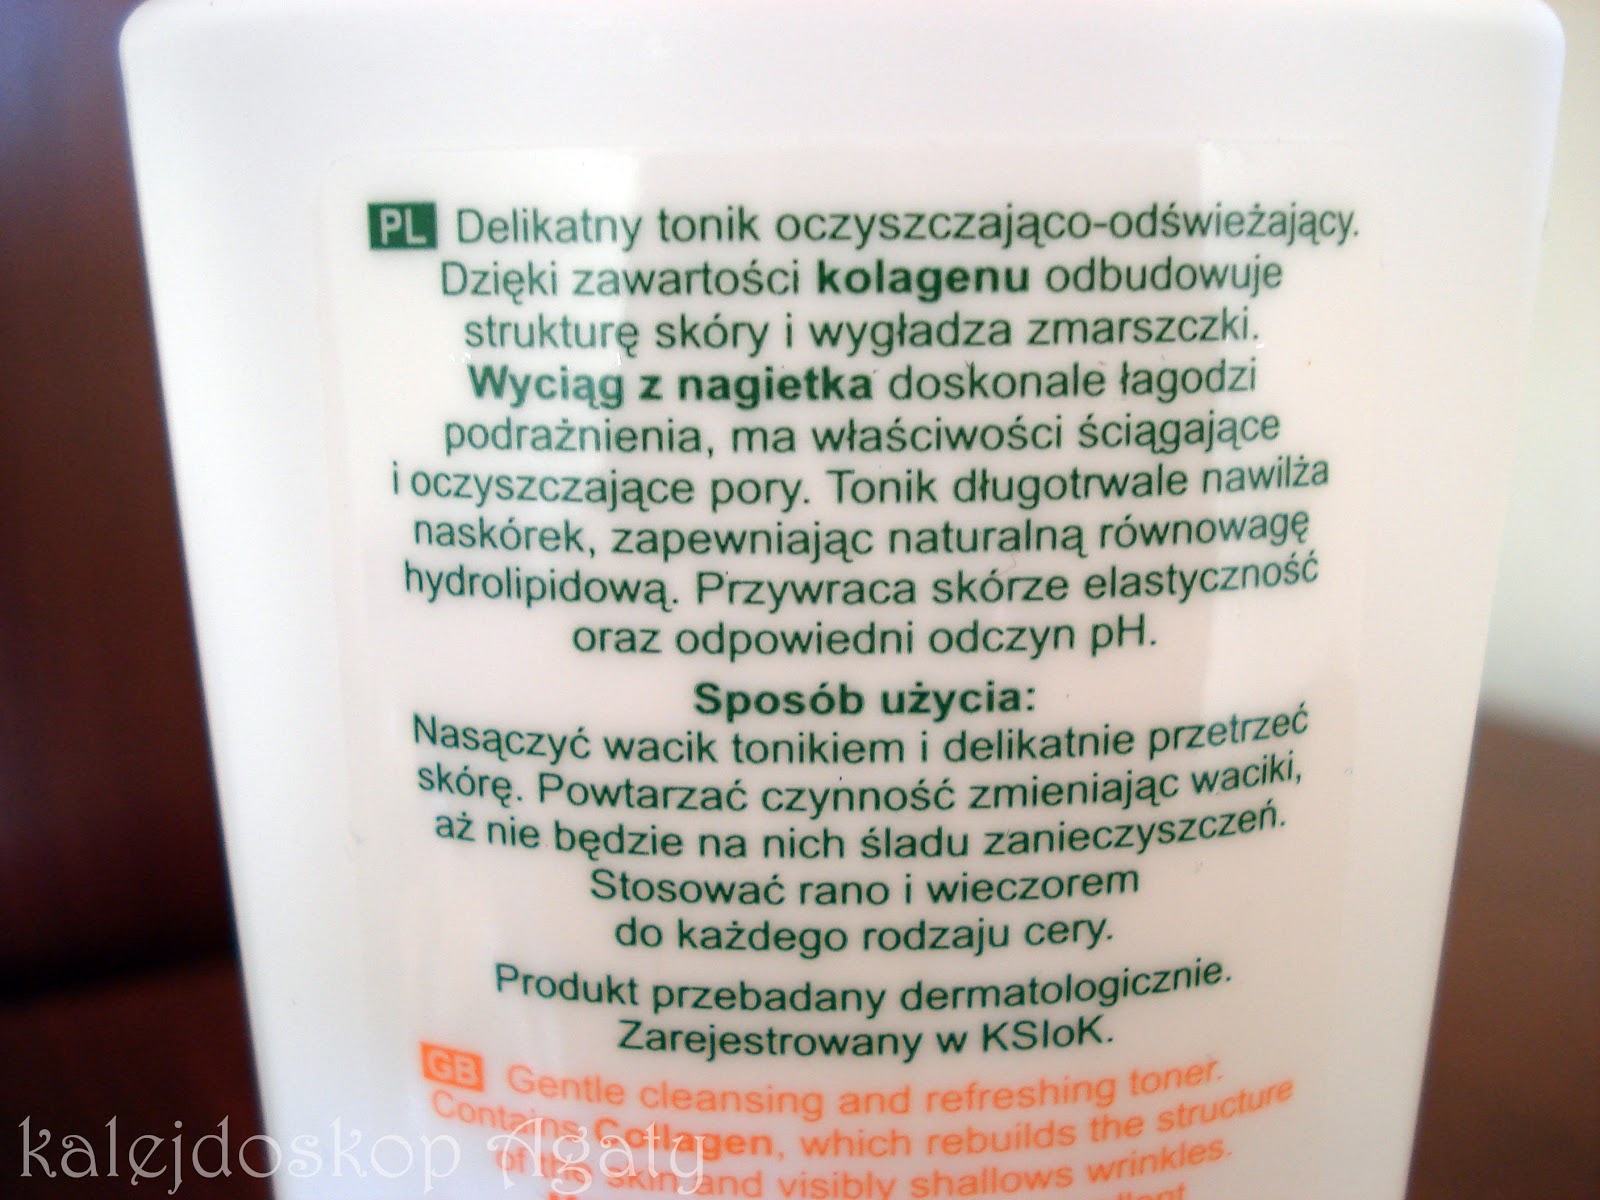 PL Delikatny tonik oczyszczająco-odświeżający.
Dzięki zawartości kolagenu odbudowuje
strukturę skóry i wygładza zmarszczki.
Wyciąg z nagietka doskonale łagodzi
podrażnienia, ma właściwości ściągające
i oczyszczające pory. Tonik długotrwale nawilża
naskórek, zapewniając naturalną równowagę
hydrolipidową. Przywraca skórze elastyczność
oraz odpowiedni odczyn pH.
Sposób użycia:
Nasączyć wacik tonikiem i delikatnie przetrzeć
skórę. Powtarzać czynność zmieniając waciki,
aż nie będzie na nich śladu zanieczyszczeń.
Stosować rano i wieczorem
do każdego rodzaju cery.
Produkt przebadany dermatologicznie.
Zarejestrowany w KSIoK.
GB Gentle cleansing and refreshing toner.
Contains Collagen, which rebuilds the structure
of the skin and visibly shallows wrinkles.
kalejdoskop Agaty